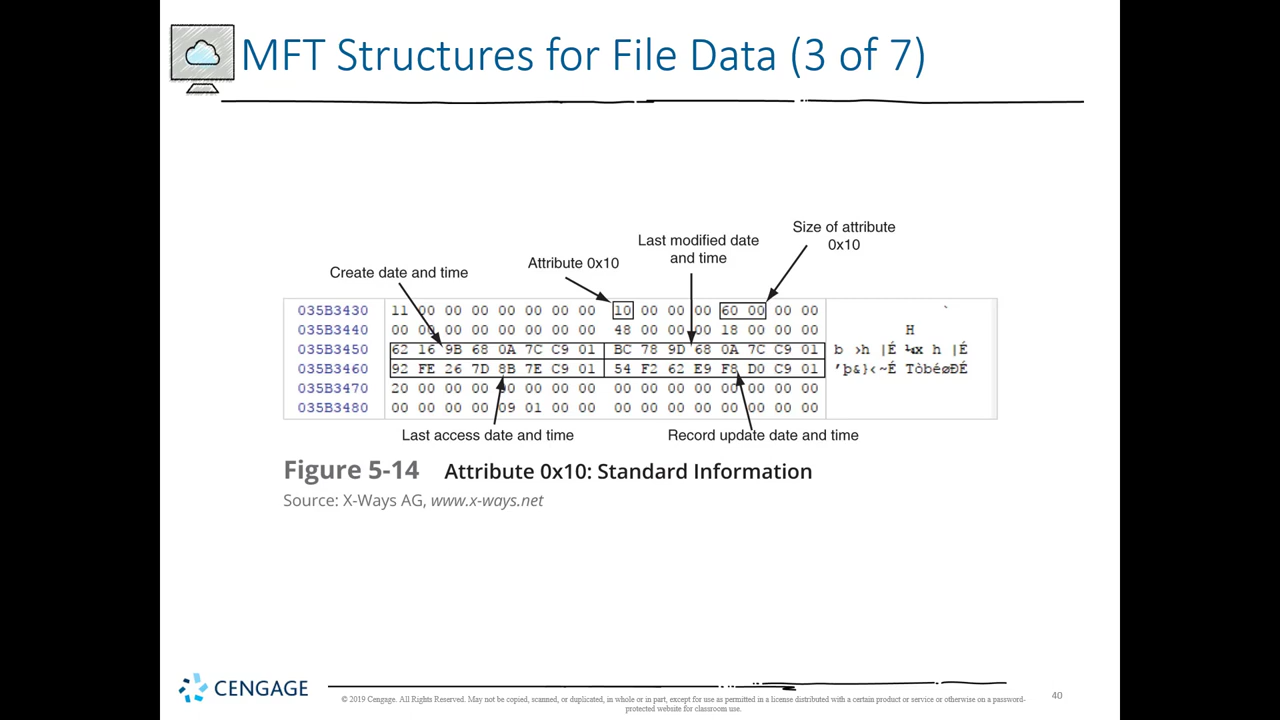 MFT Structures for File Data (3 of 7)
Size of attribute
0x10
Last modified date
and time
Attribute 0x10
Create date and time
035B3430 11 00 00 00 00 00 00 00 10 00 00 00 60 00 00 00 `
035B3440 00 00 00 00 00 00 00 00 48 00 00 00 18 00 00 00 H
035B3450 62 16 9B 68 0A 7C C9 01 BC 78 9D 68 0A 7C C9 01 b ›h |É ¼x h |É
035B3460 92 FE 26 7D 8B 7E C9 01 54 F2 62 E9 F8 D0 C9 01 ’þ&}‹~É TòbéøÐÉ
035B3470 20 00 00 00 00 00 00 00 00 00 00 00 00 00 00 00
035B3480 00 00 00 00 09 01 00 00 00 00 00 00 00 00 00 00
Last access date and time
Record update date and time
Figure 5-14 Attribute 0x10: Standard Information
Source: X-Ways AG, www.x-ways.net
CENGAGE
© 2019 Cengage. All Rights Reserved. May not be copied, scanned, or duplicated, in whole or in part, except for use as permitted in a license distributed with a certain product or service or otherwise on a password-
protected website for classroom use.
40